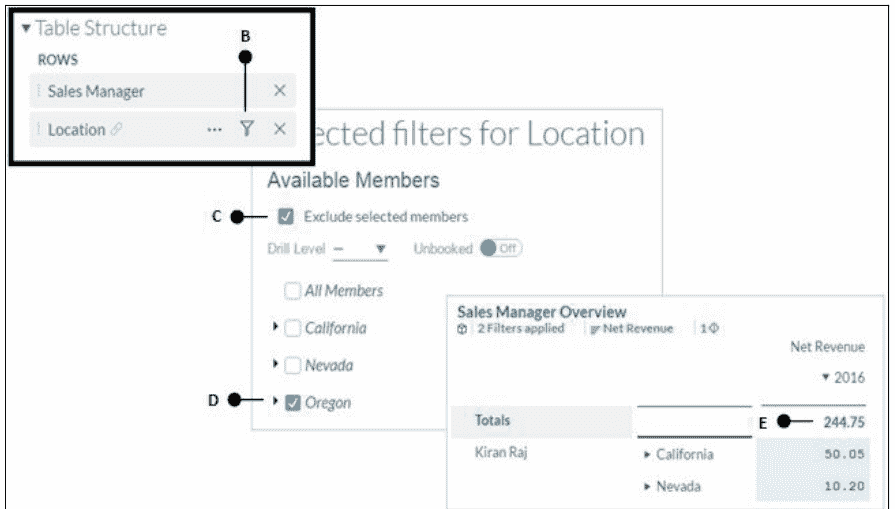 Table Structure
B
ROWS
Sales Manager
Location
ected filters for Location
Available Members
C
Exclude selected members
Drill Level –
Unbooked
Off
All Members
California
Nevada
D
Oregon
Sales Manager Overview
2 Filters applied
Net Revenue
1
Net Revenue
2016
Totals
E
244.75
Kiran Raj
California
50.05
Nevada
10.20